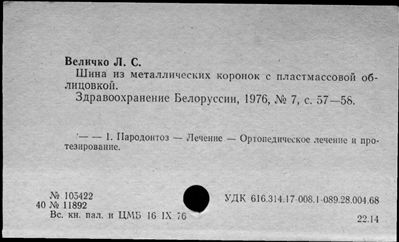 Величко Л. С.
Шина из металлических коронок с пластмассовой об-
лицовкой.
Здравоохранение Белоруссии, 1976, № 7, с. 57—58.
— — 1. Пародонтоз — Лечение — Ортопедическое лечение и про-
тезирование.
№ 105422
40 № 11892
Вс. кн. пал. и ЦМБ 16 IX 76
УДК 616.314.17-008.1-089.28.004.68
22.14